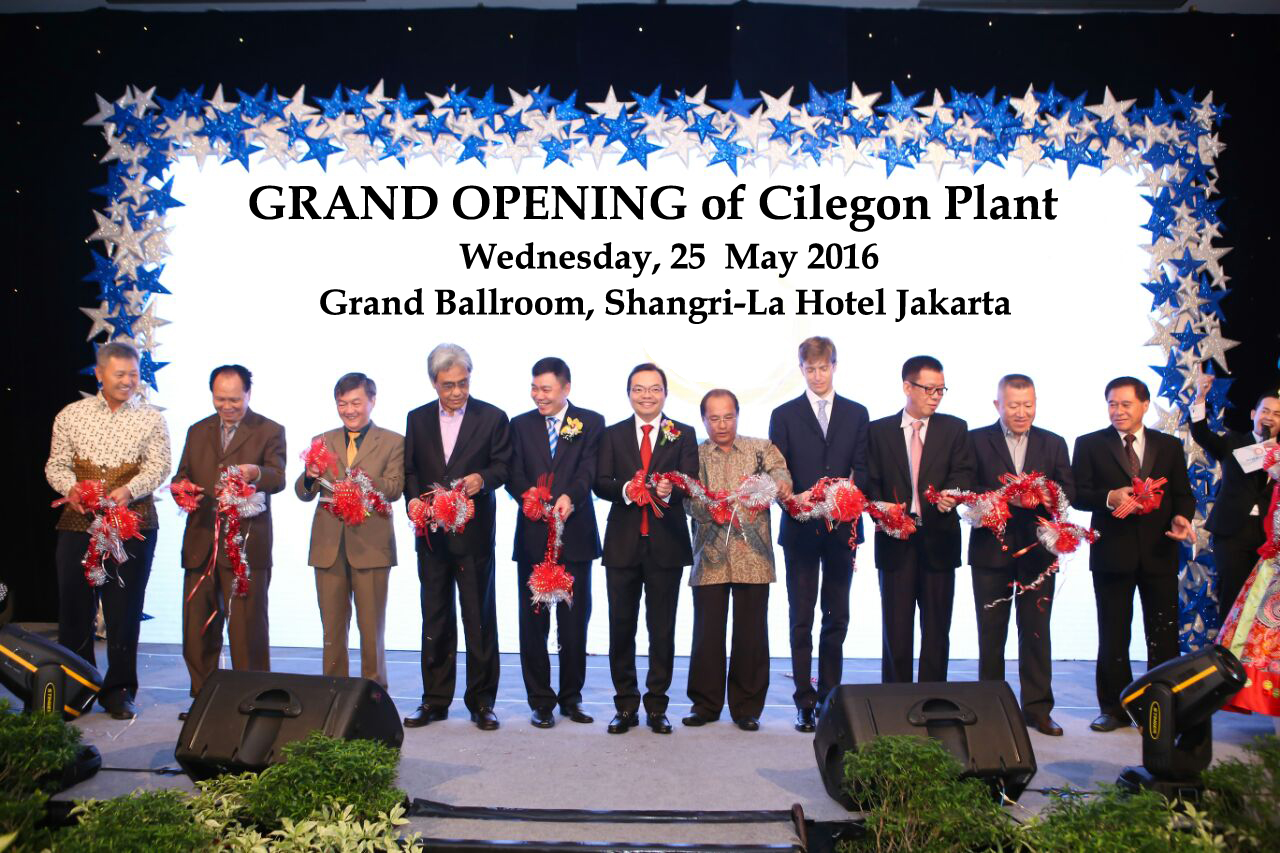 GRAND OPENING of Cilegon Plant
Wednesday, 25 May 2016
Grand Ballroom, Shangri-La Hotel Jakarta